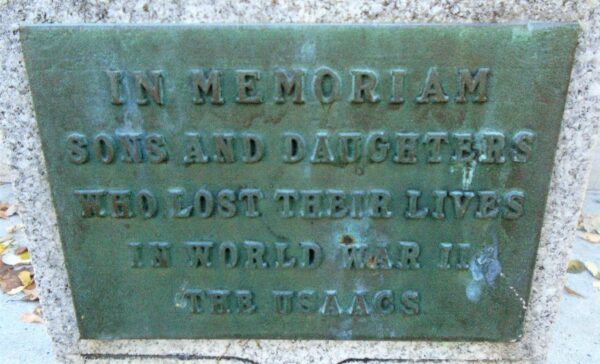 IN MEMORIAM
SONS AND DAUGHTERS
WHO LOST THEIR LIVES
IN WORLD WAR II
THE USAACS